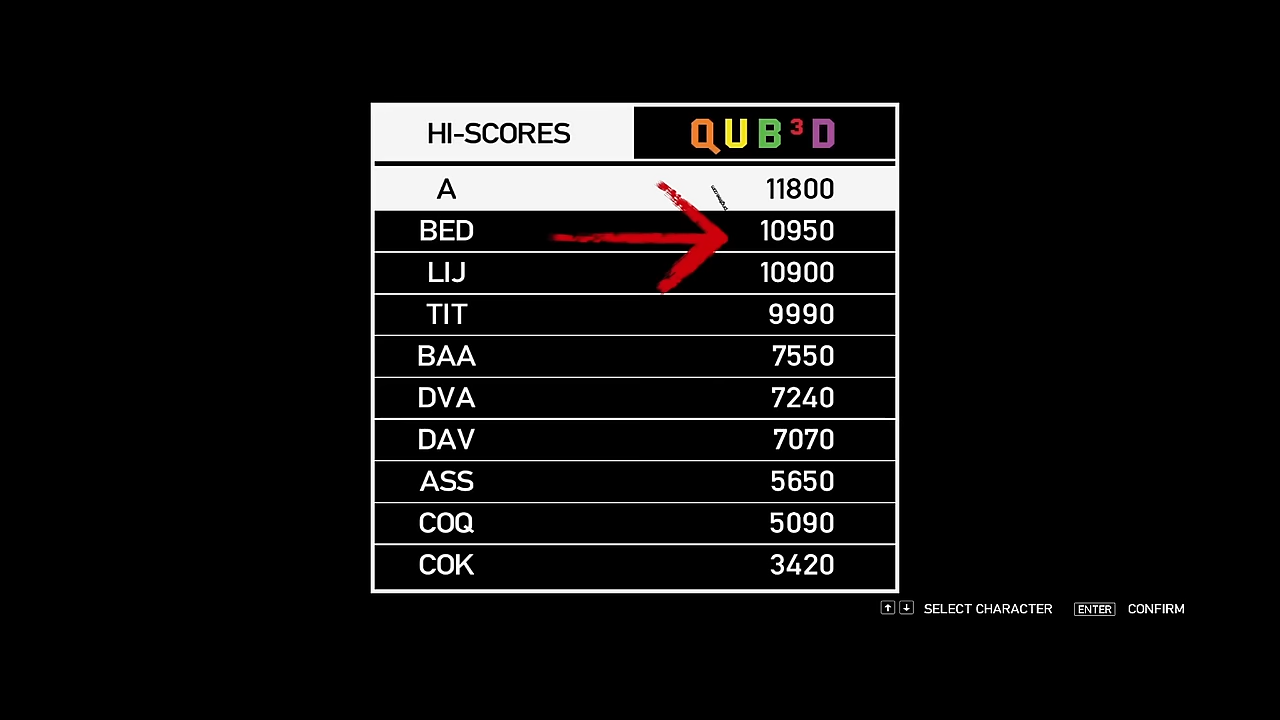 HI-SCORES QUB³D
A 11800
BED 10950
LIJ 10900
TIT 9990
BAA 7550
DVA 7240
DAV 7070
ASS 5650
COQ 5090
COK 3420
SELECT CHARACTER ENTER CONFIRM